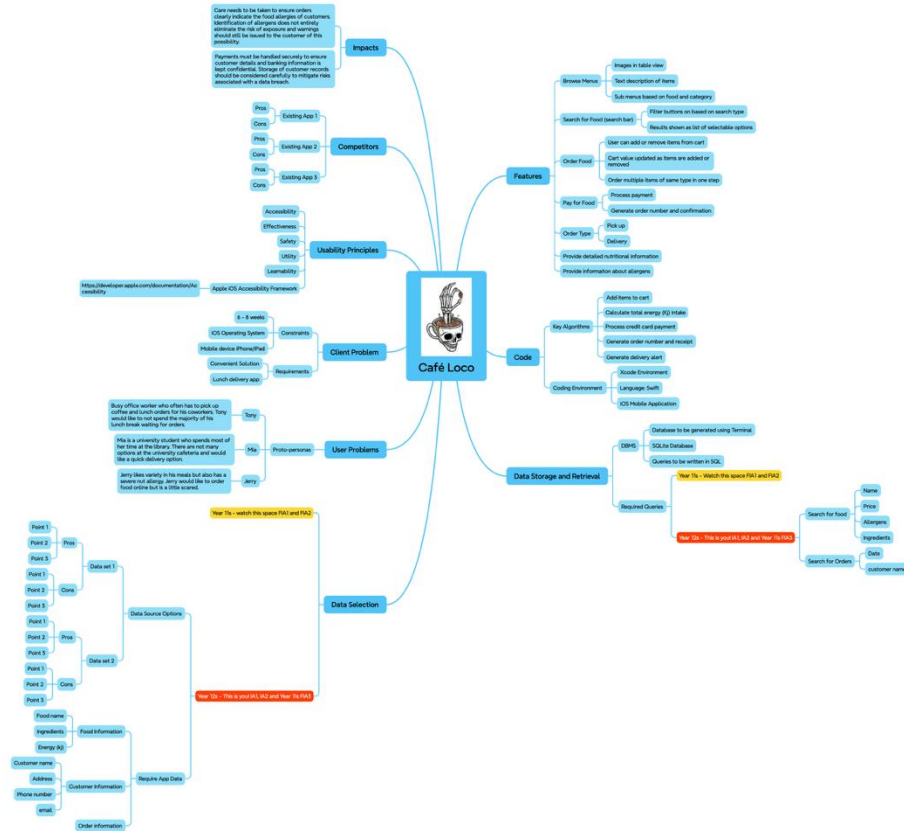 Café Loco
Impacts
Care needs to be taken to ensure orders
clearly indicate the food allergies of customers.
Identification of allergens does not entirely
eliminate the risk of exposure and warnings
should still be issued to the customer of this
possibility.
Payments must be handled securely to ensure
customer details and banking information is
kept confidential. Storage of customer records
should be considered carefully to mitigate risks
associated with a data breach.
Competitors
Existing App 1
Pros
Cons
Existing App 2
Pros
Cons
Existing App 3
Pros
Cons
Usability Principles
Accessibility
Effectiveness
Safety
Utility
Learnability
Apple iOS Accessibility Framework
https://developer.apple.com/documentation/Ac
cessibility
Client Problem
Constraints
6 - 8 weeks
iOS Operating System
Mobile device iPhone/iPad
Requirements
Convenient Solution
Lunch delivery app
User Problems
Proto-personas
Tony
Busy office worker who often has to pick up
coffee and lunch orders for his coworkers. Tony
would like to not spend the majority of his
lunch break waiting for orders.
Mia
Mia is a university student who spends most of
her time at the library. There are not many
options at the university cafeteria and would
like a quick delivery option.
Jerry
Jerry likes variety in his meals but also has a
severe nut allergy. Jerry would like to order
food online but is a little scared.
Data Selection
Year 11s - watch this space FIA1 and FIA2
Year 12s - This is you! IA1, IA2 and Year 11s FIA3
Data Source Options
Data set 1
Pros
Point 1
Point 2
Point 3
Cons
Point 1
Point 2
Point 3
Data set 2
Pros
Point 1
Point 2
Point 3
Cons
Point 1
Point 2
Point 3
Require App Data
Food Information
Food name
Ingredients
Energy (kj)
Customer Information
Customer name
Address
Phone number
email
Order information
Features
Browse Menus
Images in table view
Text description of items
Sub menus based on food and category
Search for Food (search bar)
Filter buttons on based on search type
Results shown as list of selectable options
Order Food
User can add or remove items from cart
Cart value updated as items are added or
removed
Order multiple items of same type in one step
Pay for Food
Process payment
Generate order number and confirmation
Order Type
Pick up
Delivery
Provide detailed nutritional information
Provide information about allergens
Code
Key Algorithms
Add items to cart
Calculate total energy (Kj) intake
Process credit card payment
Generate order number and receipt
Generate delivery alert
Coding Environment
Xcode Environment
Language: Swift
iOS Mobile Application
Data Storage and Retrieval
DBMS
Database to be generated using Terminal
SQLite Database
Queries to be written in SQL
Required Queries
Year 11s - Watch this space FIA1 and FIA2
Year 12s - This is you! IA1, IA2 and Year 11s FIA3
Search for food
Name
Price
Allergens
Ingredients
Search for Orders
Date
customer name